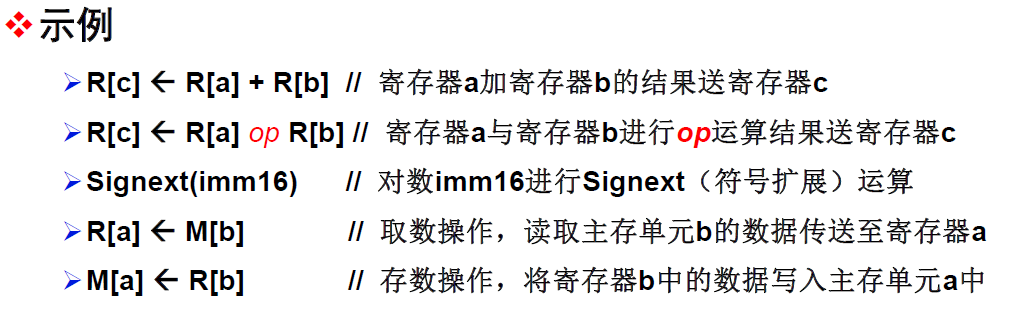 ❖示例
➢R[c] ← R[a] + R[b] // 寄存器a加寄存器b的结果送寄存器c
➢R[c] ← R[a] op R[b] // 寄存器a与寄存器b进行op运算结果送寄存器c
➢Signext(imm16) // 对数imm16进行Signext（符号扩展）运算
➢R[a] ← M[b] // 取数操作，读取主存单元b的数据传送至寄存器a
➢M[a] ← R[b] // 存数操作，将寄存器b中的数据写入主存单元a中